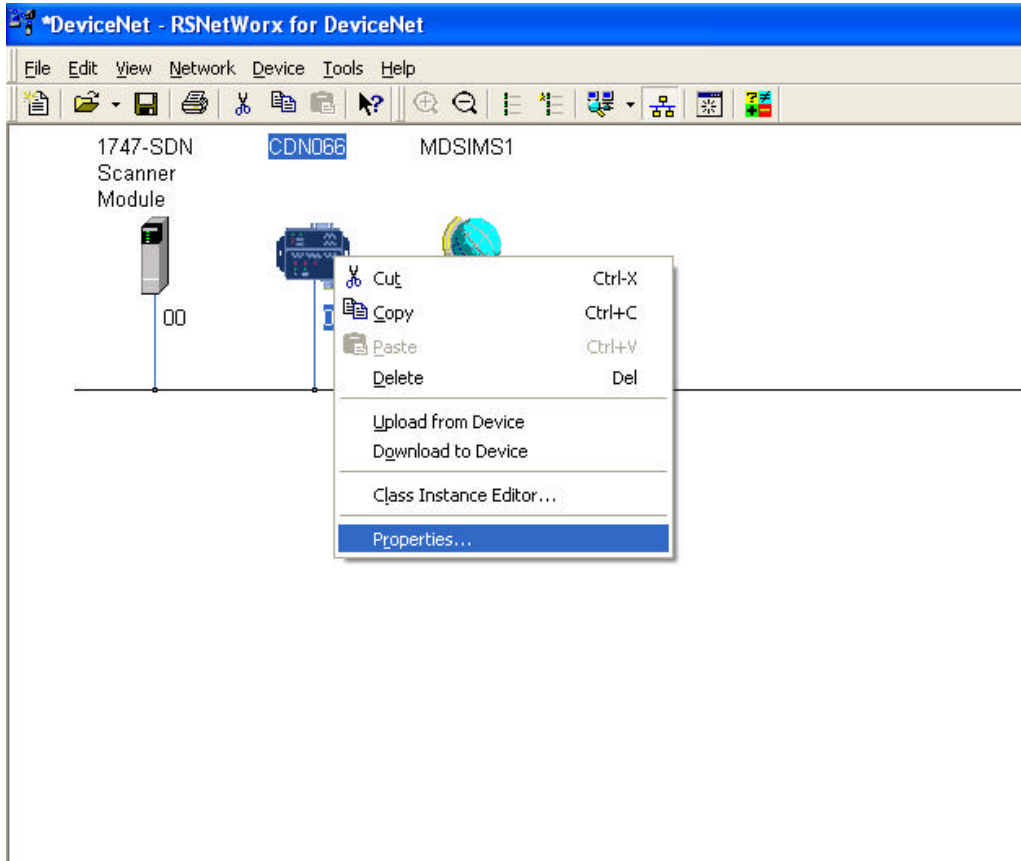 *DeviceNet - RSNetWorx for DeviceNet
File Edit View Network Device Tools Help
1747-SDN
Scanner
Module
CDN066
MDSIMS1
00
Cut Ctrl-X
Copy Ctrl+C
Paste Ctrl+V
Delete Del
Upload from Device
Download to Device
Class Instance Editor...
Properties...